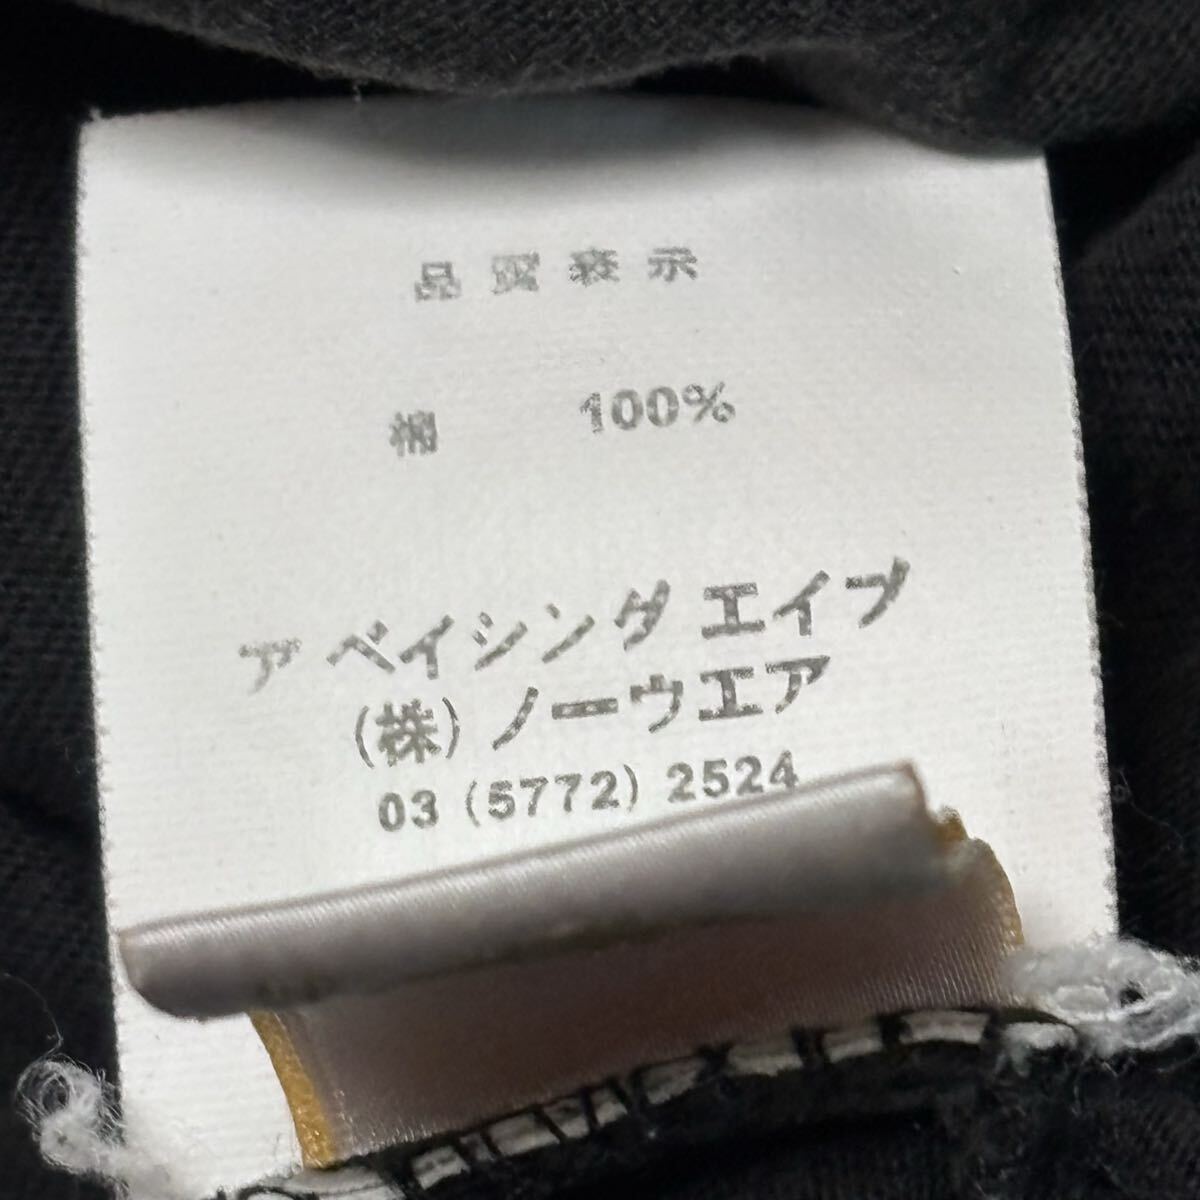 品質表示
綿 100%
ア ベイシング エイプ
(株) ノーウエア
03 (5772) 2524